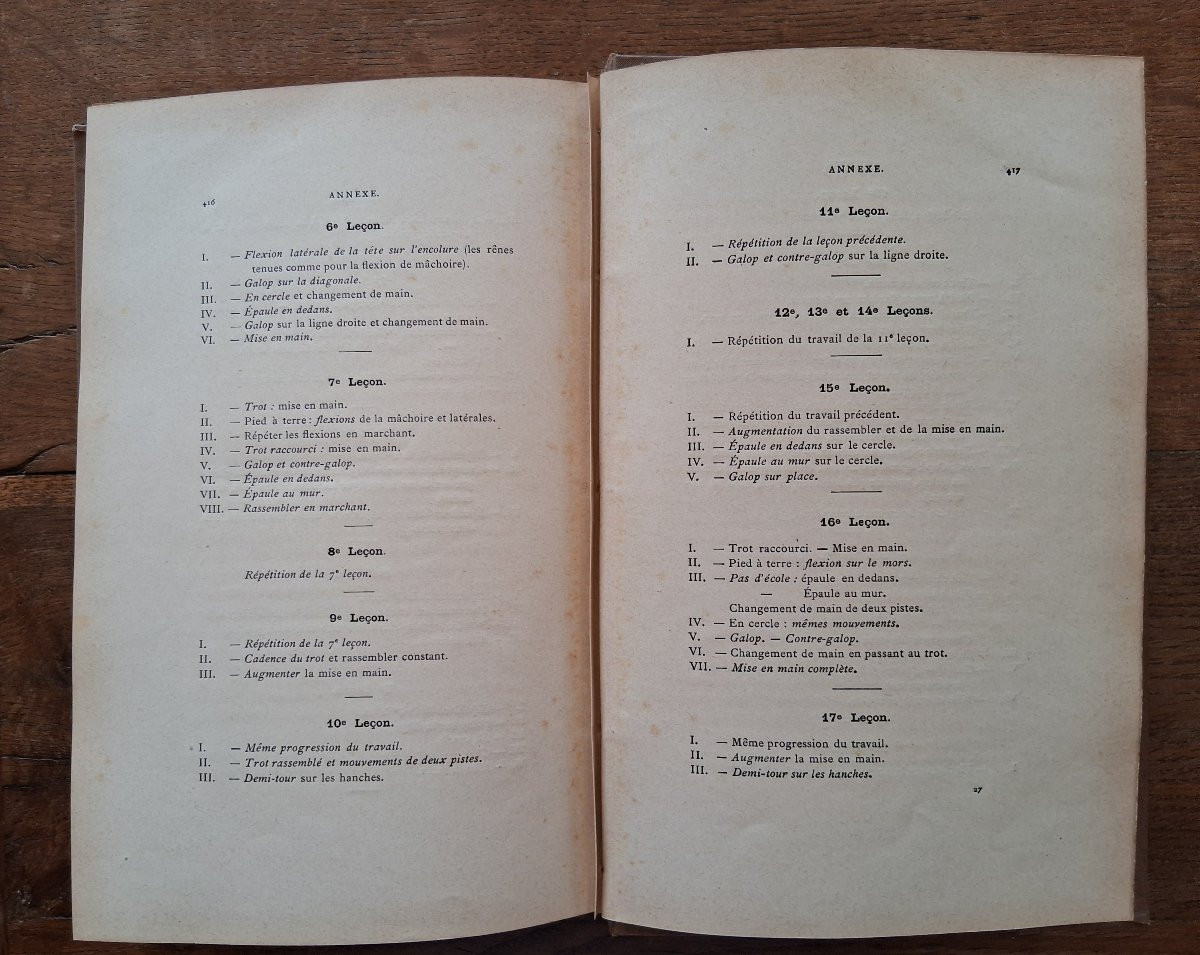 416
ANNEXE.
6e Leçon.
I. — Flexion latérale de la tête sur l'encolure (les rênes
tenues comme pour la flexion de mâchoire).
II. — Galop sur la diagonale.
III. — En cercle et changement de main.
IV. — Épaule en dedans.
V. — Galop sur la ligne droite et changement de main.
VI. — Mise en main.
7e Leçon.
I. — Trot : mise en main.
II. — Pied à terre : flexions de la mâchoire et latérales.
III. — Répéter les flexions en marchant.
IV. — Trot raccourci : mise en main.
V. — Galop et contre-galop.
VI. — Épaule en dedans.
VII. — Épaule au mur.
VIII. — Rassembler en marchant.
8e Leçon.
Répétition de la 7e leçon.
9e Leçon.
I. — Répétition de la 7e leçon.
II. — Cadence du trot et rassembler constant.
III. — Augmenter la mise en main.
10e Leçon.
I. — Même progression du travail.
II. — Trot rassemblé et mouvements de deux pistes.
III. — Demi-tour sur les hanches.
ANNEXE.
417
11e Leçon.
I. — Répétition de la leçon précédente.
II. — Galop et contre-galop sur la ligne droite.
12e, 13e et 14e Leçons.
I. — Répétition du travail de la 11e leçon.
15e Leçon.
I. — Répétition du travail précédent.
II. — Augmentation du rassembler et de la mise en main.
III. — Épaule en dedans sur le cercle.
IV. — Épaule au mur sur le cercle.
V. — Galop sur place.
16e Leçon.
I. — Trot raccourci. — Mise en main.
II. — Pied à terre : flexion sur le mors.
III. — Pas d'école : épaule en dedans.
— Épaule au mur.
Changement de main de deux pistes.
IV. — En cercle : mêmes mouvements.
V. — Galop. — Contre-galop.
VI. — Changement de main en passant au trot.
VII. — Mise en main complète.
17e Leçon.
I. — Même progression du travail.
II. — Augmenter la mise en main.
III. — Demi-tour sur les hanches.
27